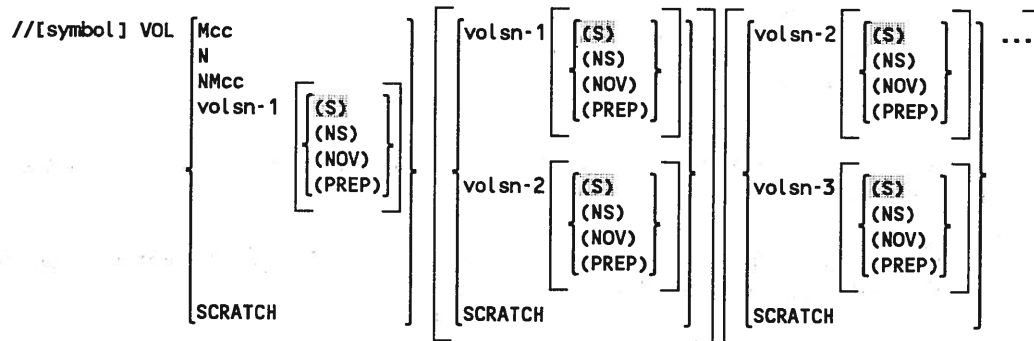 //[symbol] VOL Mcc volsn-1 (S) volsn-2 (S) ...
N (NS) (NS)
NMcc (NOV) (NOV)
volsn-1 (S) (PREP) (PREP)
(NS)
(NOV)
(PREP) volsn-2 (S) volsn-3 (S)
(NS) (NS)
(NOV) (NOV)
(PREP) (PREP)
SCRATCH SCRATCH SCRATCH